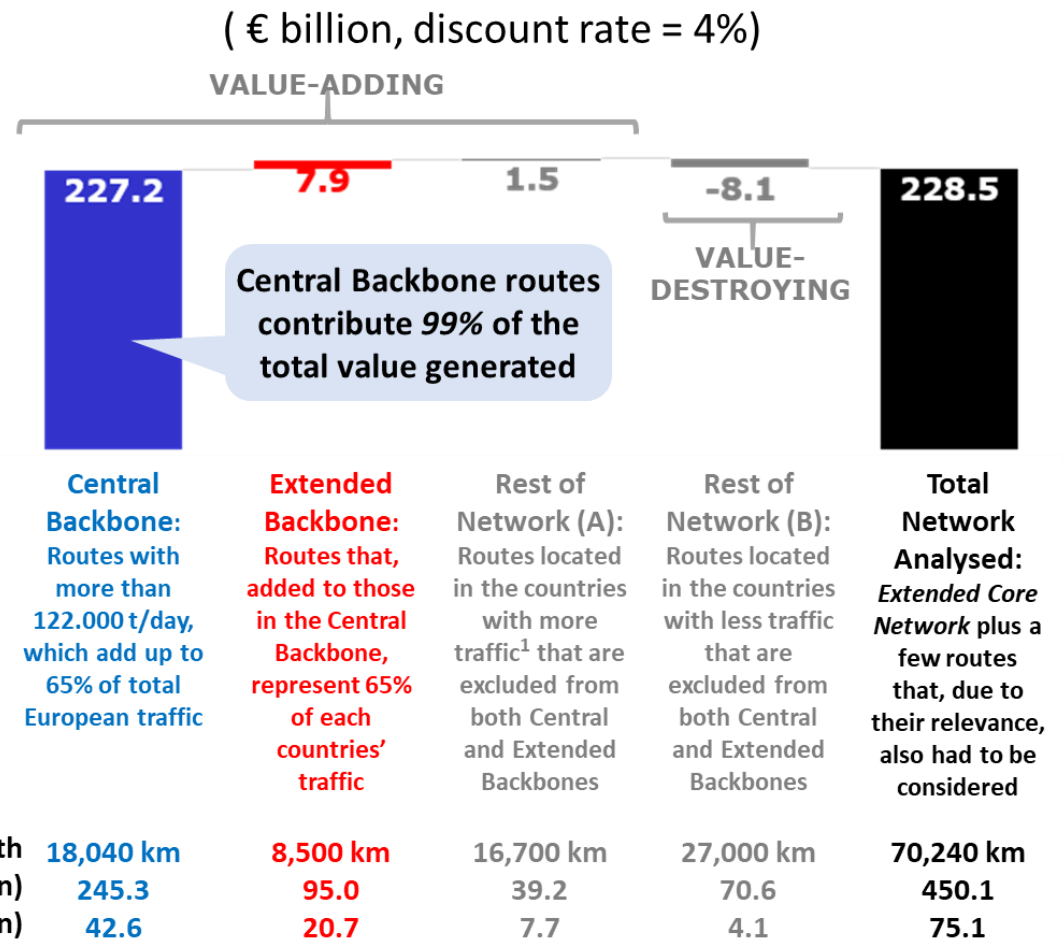 ( € billion, discount rate = 4%)
VALUE-ADDING
227.2
7.9
1.5
-8.1
228.5
VALUE-
DESTROYING
Central Backbone routes
contribute 99% of the
total value generated
Central
Backbone:
Routes with
more than
122.000 t/day,
which add up to
65% of total
European traffic
Extended
Backbone:
Routes that,
added to those
in the Central
Backbone,
represent 65%
of each
countries’
traffic
Rest of
Network (A):
Routes located
in the countries
with more
traffic¹ that are
excluded from
both Central
and Extended
Backbones
Rest of
Network (B):
Routes located
in the countries
with less traffic
that are
excluded from
both Central
and Extended
Backbones
Total
Network
Analysed:
Extended Core
Network plus a
few routes
that, due to
their relevance,
also had to be
considered
th 18,040 km 8,500 km 16,700 km 27,000 km 70,240 km
n) 245.3 95.0 39.2 70.6 450.1
n) 42.6 20.7 7.7 4.1 75.1